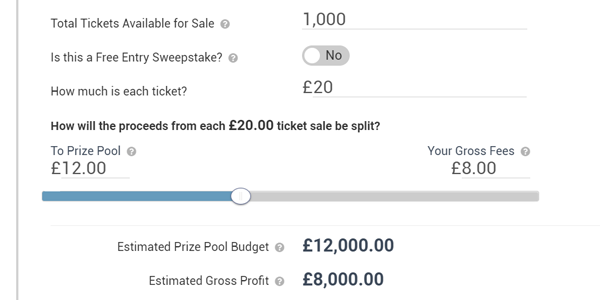 Total Tickets Available for Sale ? 1,000
Is this a Free Entry Sweepstake? ? No
How much is each ticket? £20
How will the proceeds from each £20.00 ticket sale be split?
To Prize Pool ? Your Gross Fees ?
£12.00 £8.00
Estimated Prize Pool Budget ? £12,000.00
Estimated Gross Profit ? £8,000.00